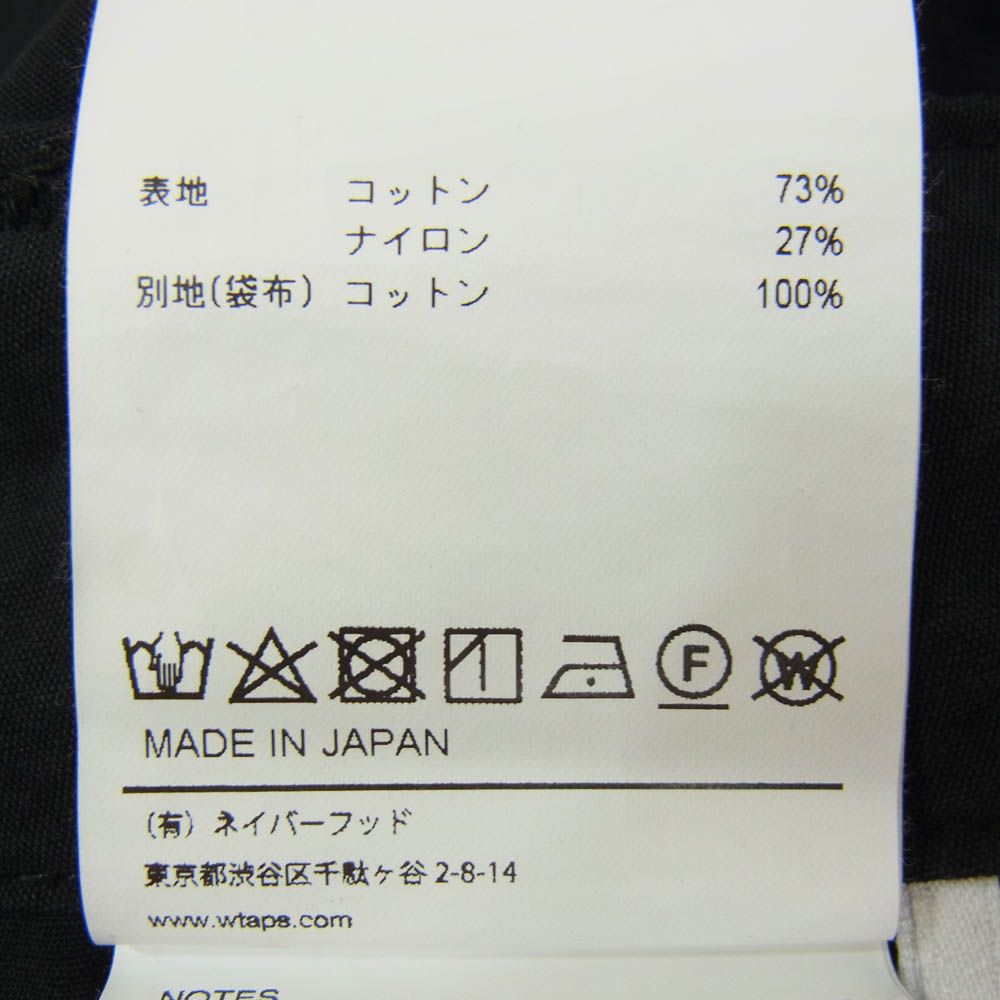 表地 コットン 73%
ナイロン 27%
別地(袋布) コットン 100%
F W
MADE IN JAPAN
(有) ネイバーフッド
東京都渋谷区千駄ヶ谷 2-8-14
www.wtaps.com
NOTES